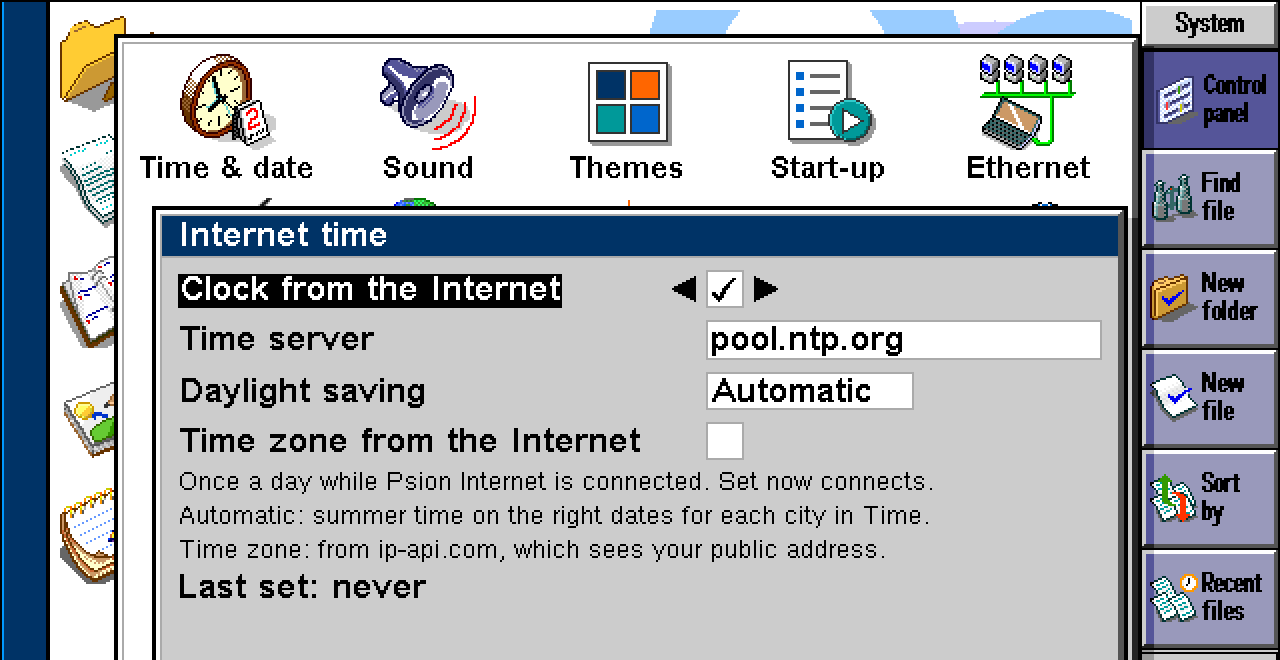 System
Control
panel
Find
file
New
folder
New
file
Sort
by
Recent
files
Time & date
2
Sound
Themes
Start-up
Ethernet
Internet time
Clock from the Internet
Time server pool.ntp.org
Daylight saving Automatic
Time zone from the Internet
Once a day while Psion Internet is connected. Set now connects.
Automatic: summer time on the right dates for each city in Time.
Time zone: from ip-api.com, which sees your public address.
Last set: never